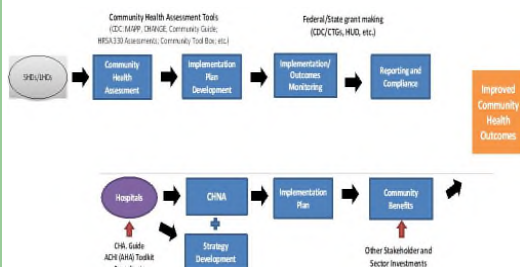 Community Health Assessment Tools
(CDC: MAPP, CHANGE, Community Guide;
HRSA 330 Assessments; Community Tool Box; etc.)
Federal/State grant making
(CDC/CTGs, HUD, etc.)
SHDs/LHDs
Community
Health
Assessment
Implementation
Plan
Development
Implementation/
Outcomes
Monitoring
Reporting and
Compliance
Improved
Community
Health
Outcomes
Hospitals
CHNA
Implementation
Plan
Community
Benefits
CHA. Guide
ACHI (AHA) Toolkit
Strategy
Development
Other Stakeholder and
Sector Investments